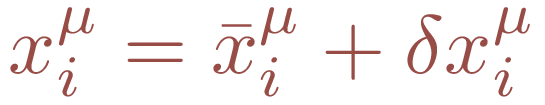 x_i^μ = x̄_i^μ + δx_i^μ